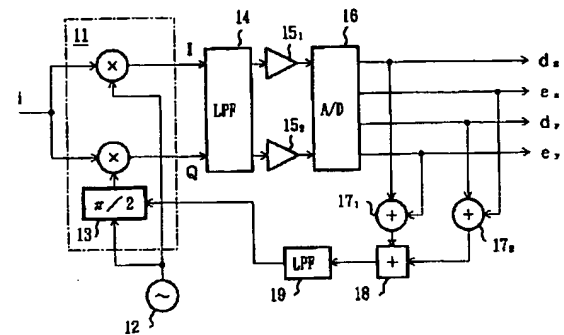 11
14
15₁
16
I
i
×
LPF
A/D
d x
e x
d y
e y
×
Q
15₂
π/2
13
17₁
+
+
17₂
LPF
+
19
18
~
12